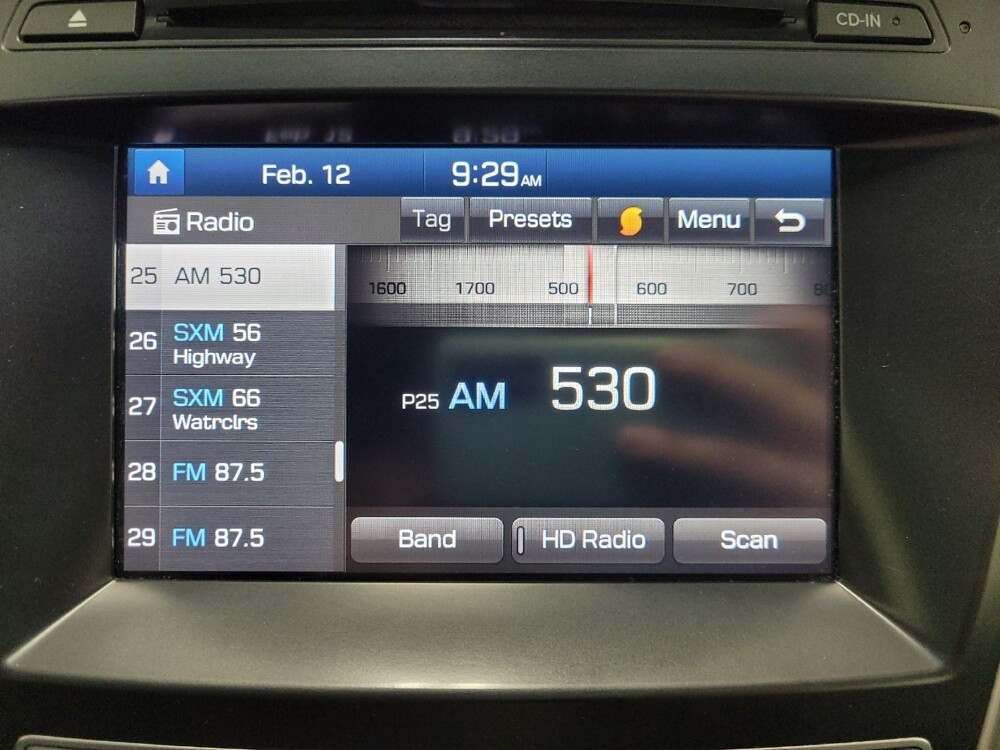 CD-IN
Feb. 12 9:29 AM
Radio Tag Presets Menu
25 AM 530
26 SXM 56
Highway
27 SXM 66
Watrclrs
28 FM 87.5
29 FM 87.5
1600 1700 500 600 700
P25 AM 530
Band HD Radio Scan